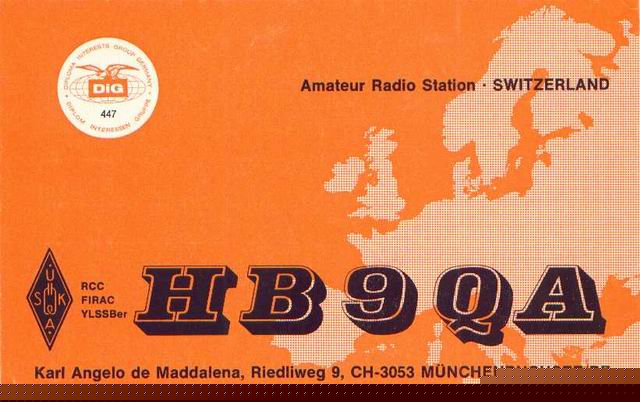 DIPLOMA INTERESTS GROUP GERMANY
DIG
447
DIPLOM INTERESSEN GRUPPE
Amateur Radio Station · SWITZERLAND
Ü
S K
A
RCC
FIRAC
YLSSBer
HB9QA
Karl Angelo de Maddalena, Riedliweg 9, CH-3053